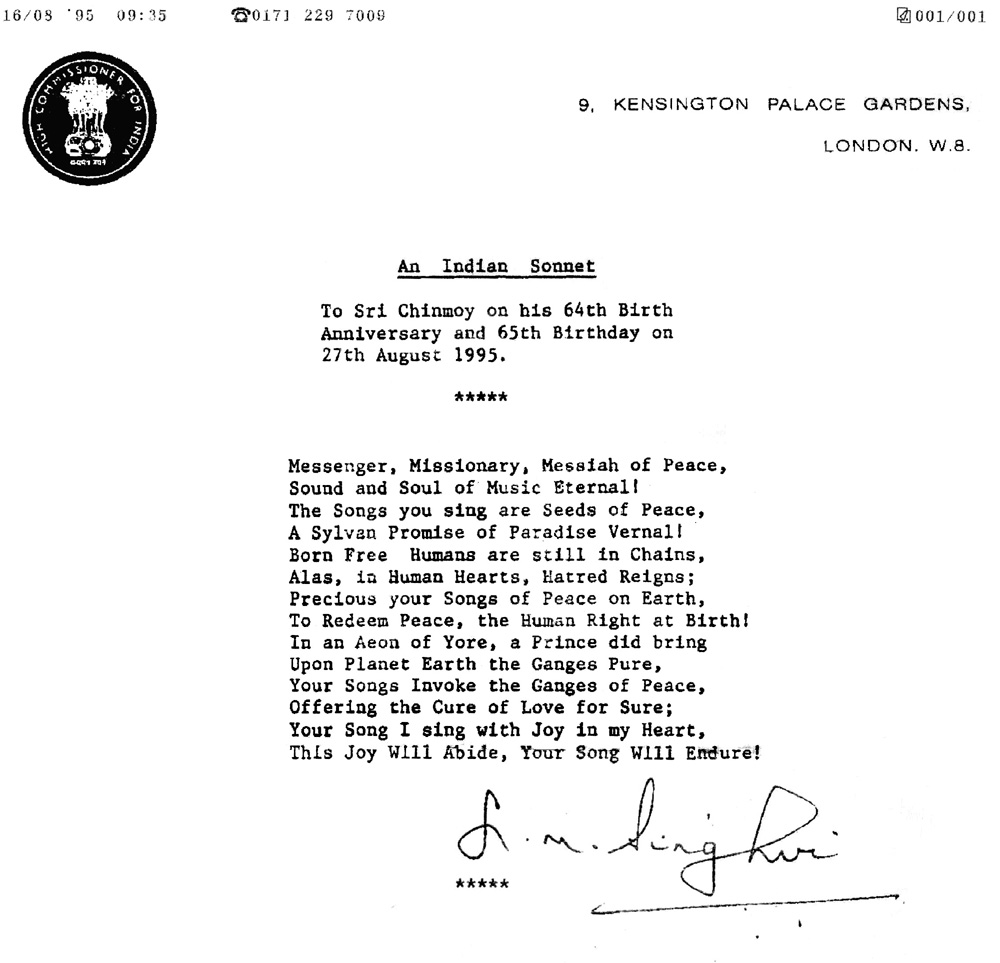 16/08 '95 09:35 ☎0171 229 7009 001/001
HIGH COMMISSIONER FOR INDIA
सत्यमेव जयते
9, KENSINGTON PALACE GARDENS,
LONDON. W.8.
An Indian Sonnet
To Sri Chinmoy on his 64th Birth
Anniversary and 65th Birthday on
27th August 1995.
*****
Messenger, Missionary, Messiah of Peace,
Sound and Soul of Music Eternal!
The Songs you sing are Seeds of Peace,
A Sylvan Promise of Paradise Vernal!
Born Free Humans are still in Chains,
Alas, in Human Hearts, Hatred Reigns;
Precious your Songs of Peace on Earth,
To Redeem Peace, the Human Right at Birth!
In an Aeon of Yore, a Prince did bring
Upon Planet Earth the Ganges Pure,
Your Songs Invoke the Ganges of Peace,
Offering the Cure of Love for Sure;
Your Song I sing with Joy in my Heart,
This Joy Will Abide, Your Song Will Endure!
L. M. Singhvi
*****